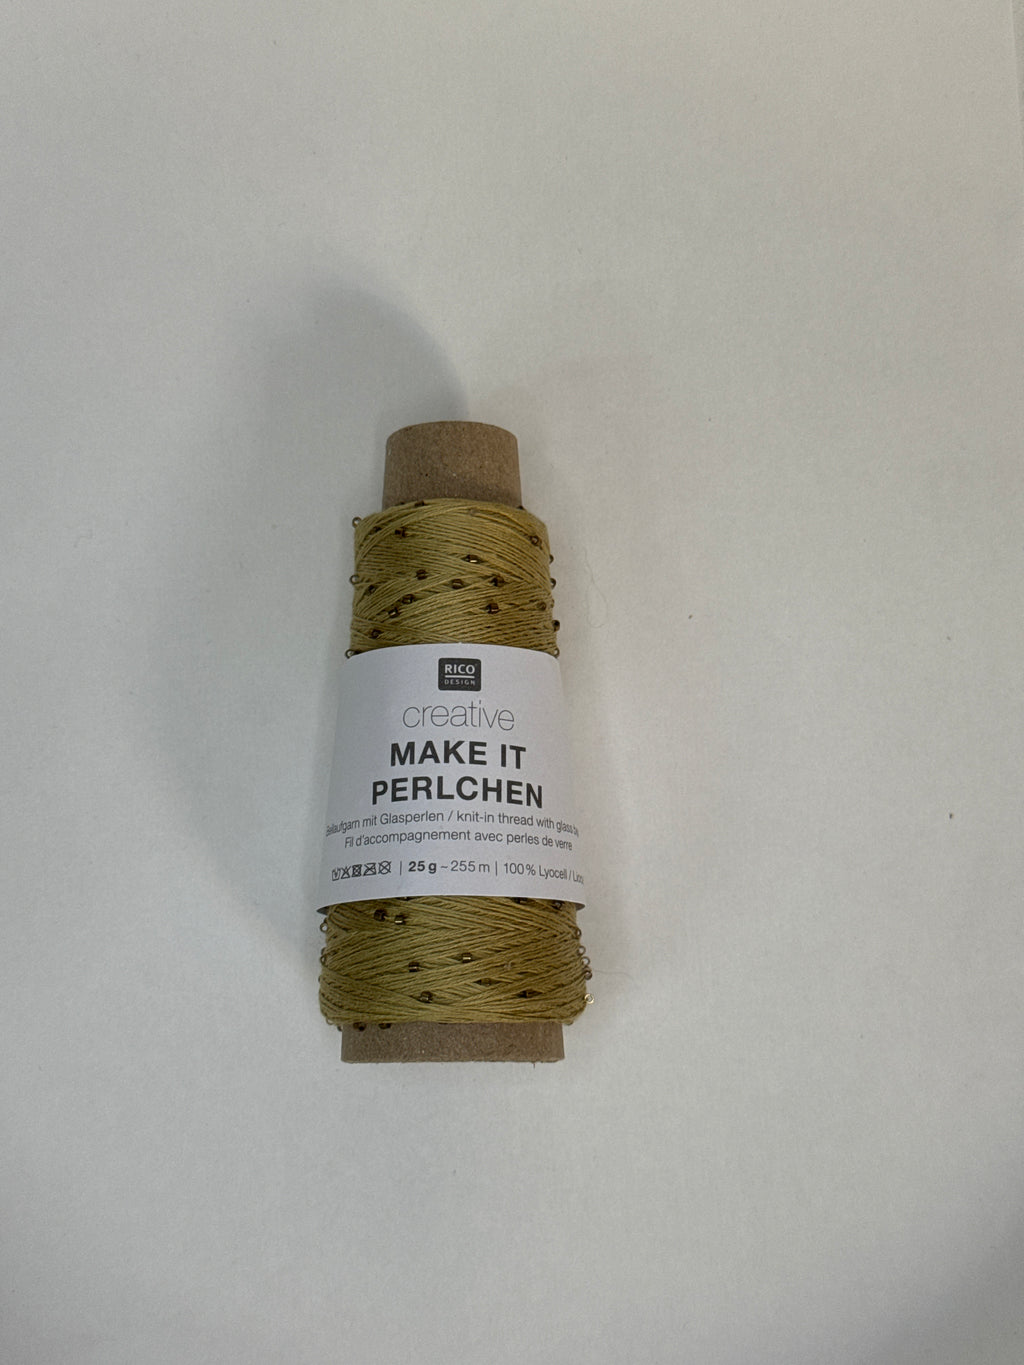 RICO
DESIGN
creative
MAKE IT
PERLCHEN
Beilaufgarn mit Glasperlen / knit-in thread with glass
Fil d'accompagnement avec perles de verre
25 g ~ 255 m | 100 % Lyocell /